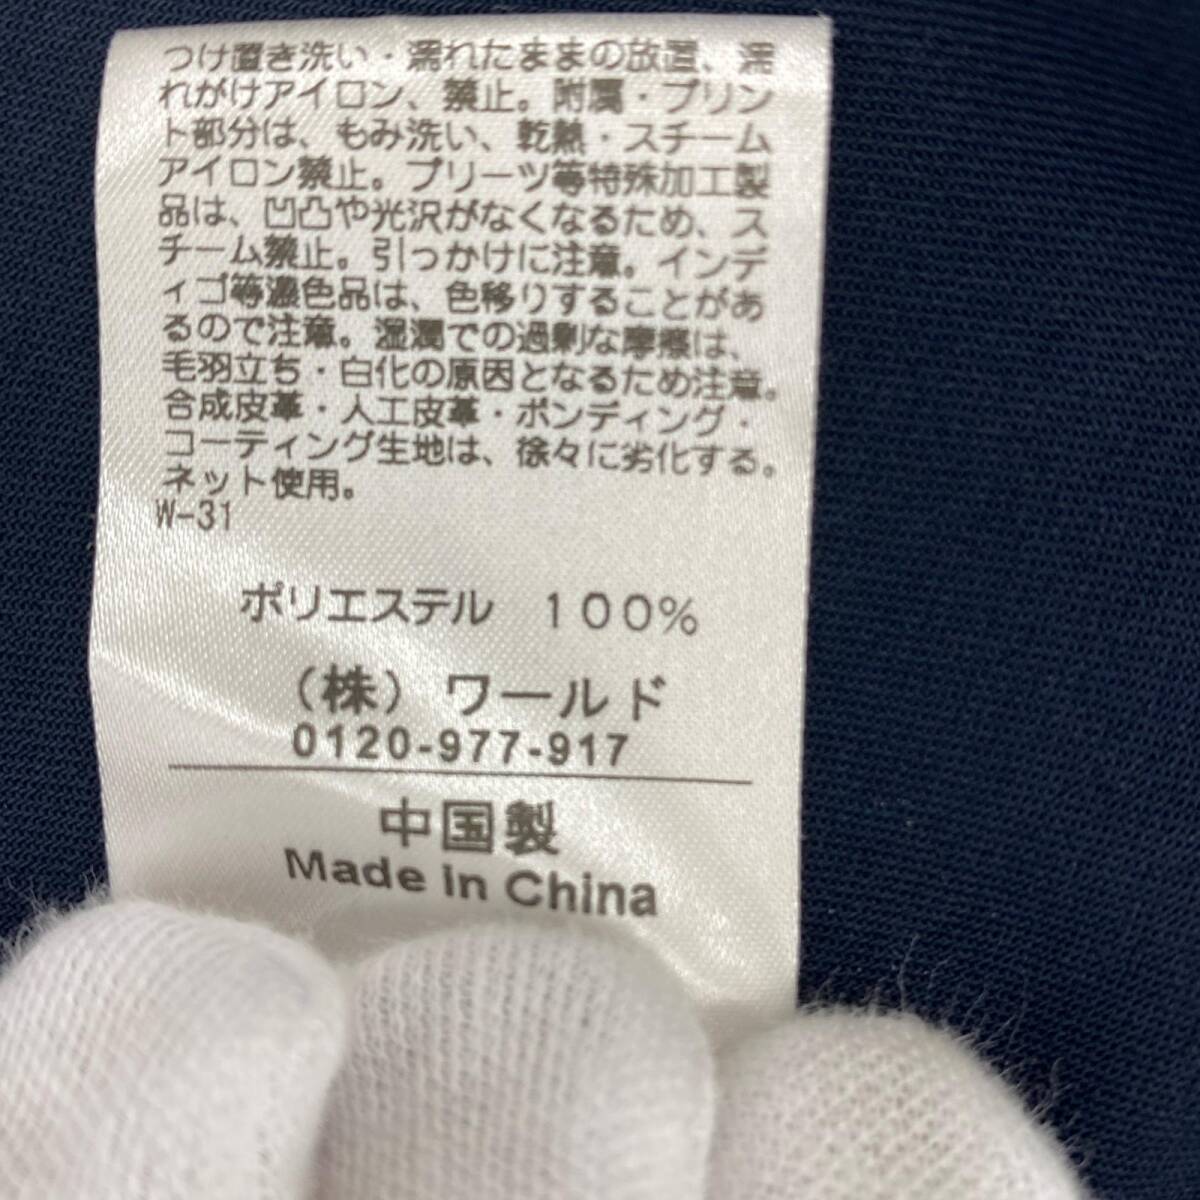 つけ置き洗い・濡れたままの放置、濡
れがけアイロン、禁止。附属・プリン
ト部分は、もみ洗い、乾熱・スチーム
アイロン禁止。プリーツ等特殊加工製
品は、凹凸や光沢がなくなるため、ス
チーム禁止。引っかけに注意。インデ
ィゴ等濃色品は、色移りすることがあ
るので注意。湿潤での過剰な摩擦は、
毛羽立ち・白化の原因となるため注意。
合成皮革・人工皮革・ボンディング・
コーティング生地は、徐々に劣化する。
ネット使用。
W-31
ポリエステル 100%
(株) ワールド
0120-977-917
中国製
Made in China